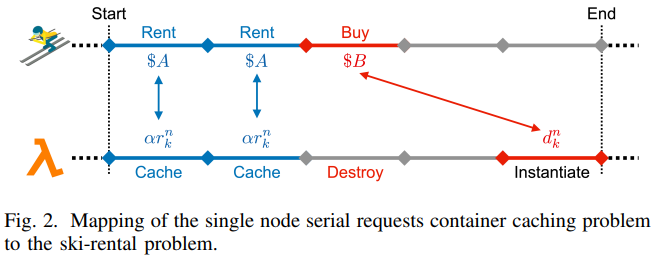 Start End
Rent Rent Buy
$A $A $B
αr_k^n αr_k^n d_k^n
λ
Cache Cache Destroy Instantiate
Fig. 2. Mapping of the single node serial requests container caching problem
to the ski-rental problem.